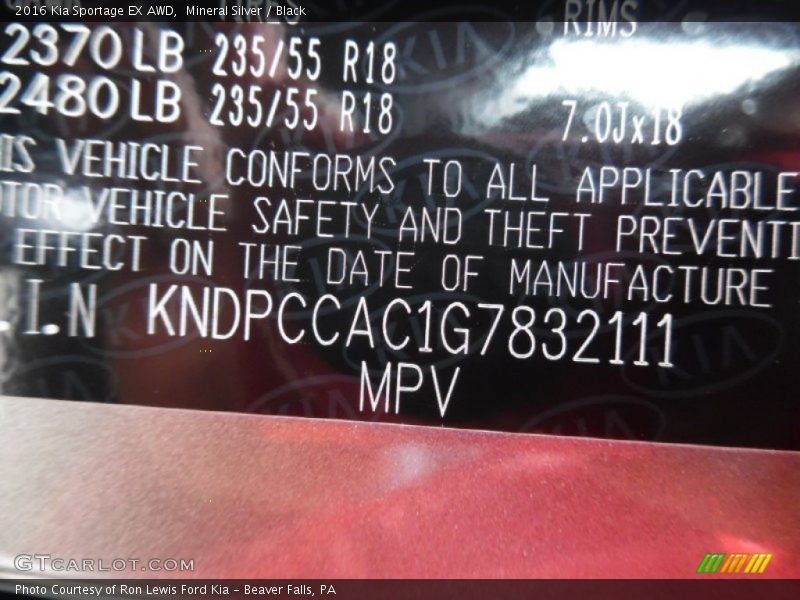 2016 Kia Sportage EX AWD, Mineral Silver / Black
RIMS
2370 LB 235/55 R18
2480 LB 235/55 R18 7.0Jx18
IS VEHICLE CONFORMS TO ALL APPLICABLE
TOR VEHICLE SAFETY AND THEFT PREVENTI
EFFECT ON THE DATE OF MANUFACTURE
.I.N KNDPCCAC1G7832111
MPV
GTCARLOT.COM
Photo Courtesy of Ron Lewis Ford Kia - Beaver Falls, PA